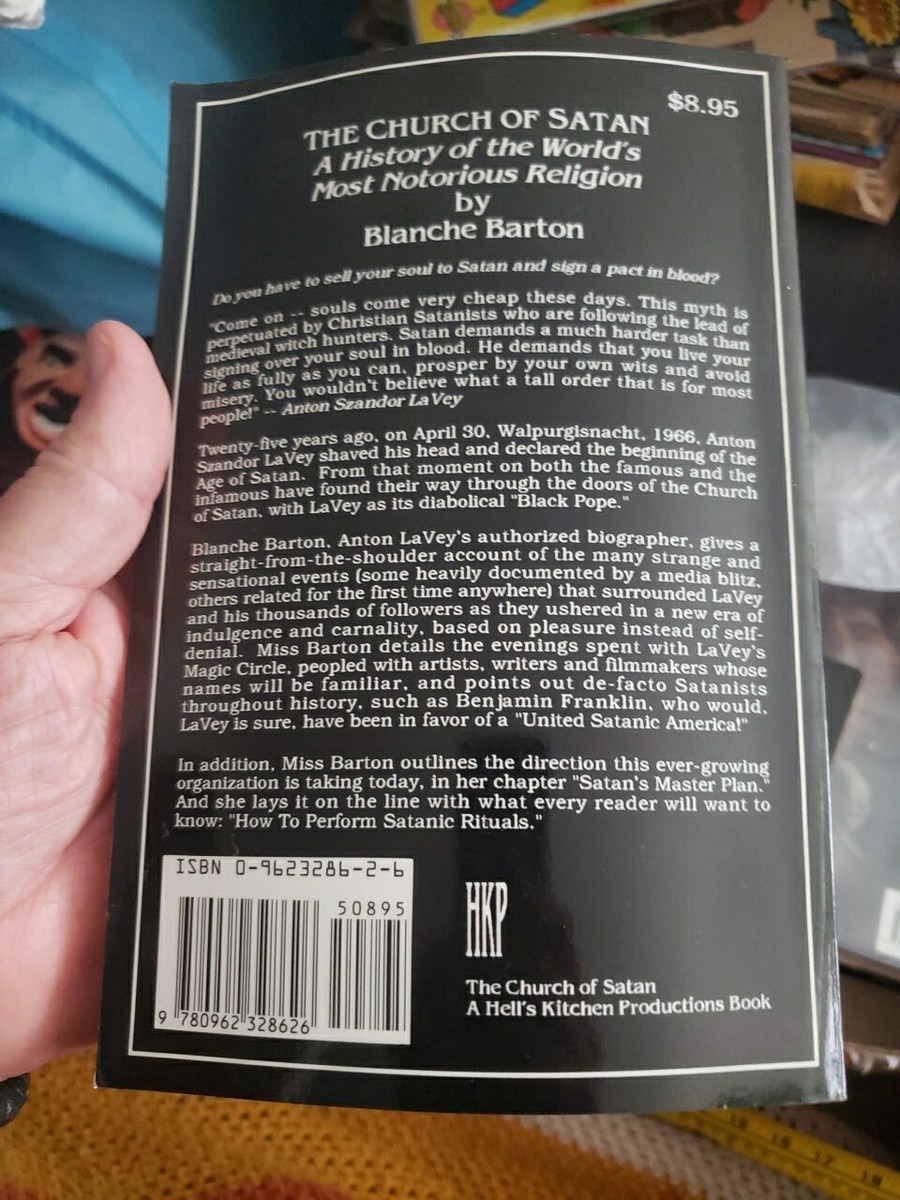 $8.95
THE CHURCH OF SATAN
A History of the World's
Most Notorious Religion
by
Blanche Barton
Do you have to sell your soul to Satan and sign a pact in blood?
"Come on -- souls come very cheap these days. This myth is
perpetuated by Christian Satanists who are following the lead of
medieval witch hunters. Satan demands a much harder task than
signing over your soul in blood. He demands that you live your
life as fully as you can, prosper by your own wits and avoid
misery. You wouldn't believe what a tall order that is for most
people!" -- Anton Szandor LaVey
Twenty-five years ago, on April 30, Walpurgisnacht, 1966, Anton
Szandor LaVey shaved his head and declared the beginning of the
Age of Satan. From that moment on both the famous and the
infamous have found their way through the doors of the Church
of Satan, with LaVey as its diabolical "Black Pope."
Blanche Barton, Anton LaVey's authorized biographer, gives a
straight-from-the-shoulder account of the many strange and
sensational events (some heavily documented by a media blitz,
others related for the first time anywhere) that surrounded LaVey
and his thousands of followers as they ushered in a new era of
indulgence and carnality, based on pleasure instead of self-
denial. Miss Barton details the evenings spent with LaVey's
Magic Circle, peopled with artists, writers and filmmakers whose
names will be familiar, and points out de-facto Satanists
throughout history, such as Benjamin Franklin, who would,
LaVey is sure, have been in favor of a "United Satanic America!"
In addition, Miss Barton outlines the direction this ever-growing
organization is taking today, in her chapter "Satan's Master Plan."
And she lays it on the line with what every reader will want to
know: "How To Perform Satanic Rituals."
ISBN 0-9623286-2-6
50895
9 780962 328626
HKP
The Church of Satan
A Hell's Kitchen Productions Book
16
17
18